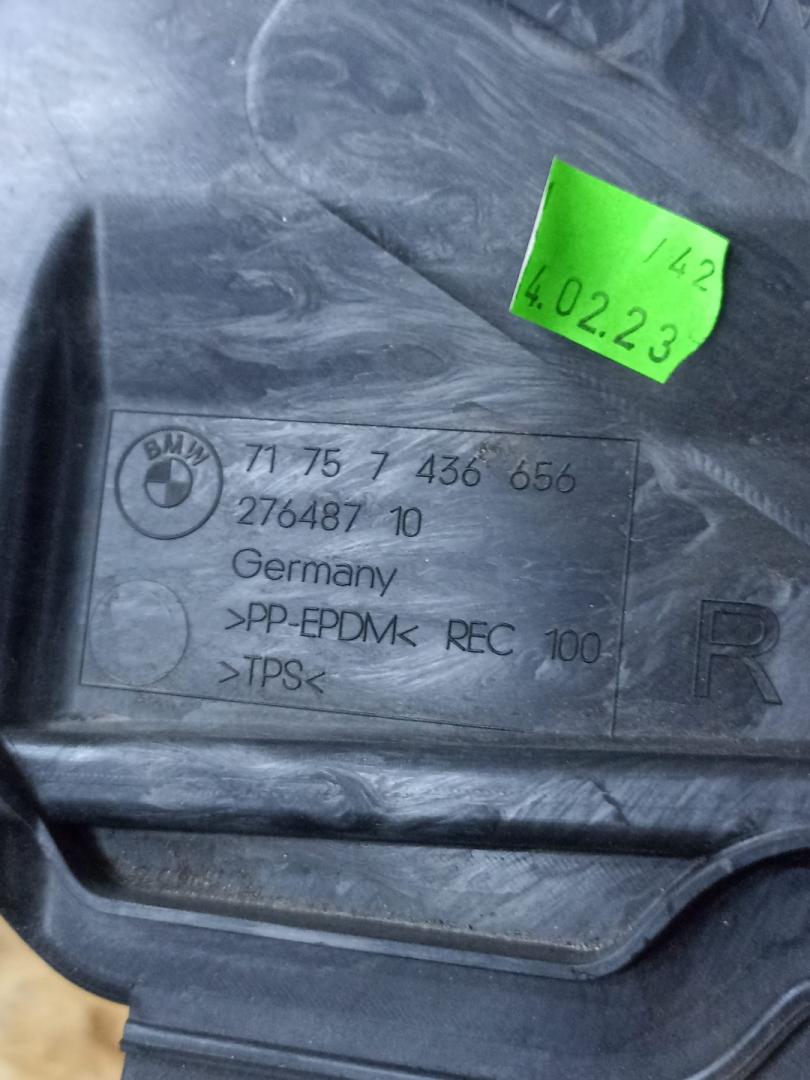 /42
4.02.23
BMW
71 75 7 436 656
276487 10
Germany
>PP-EPDM< REC 100
>TPS<
R